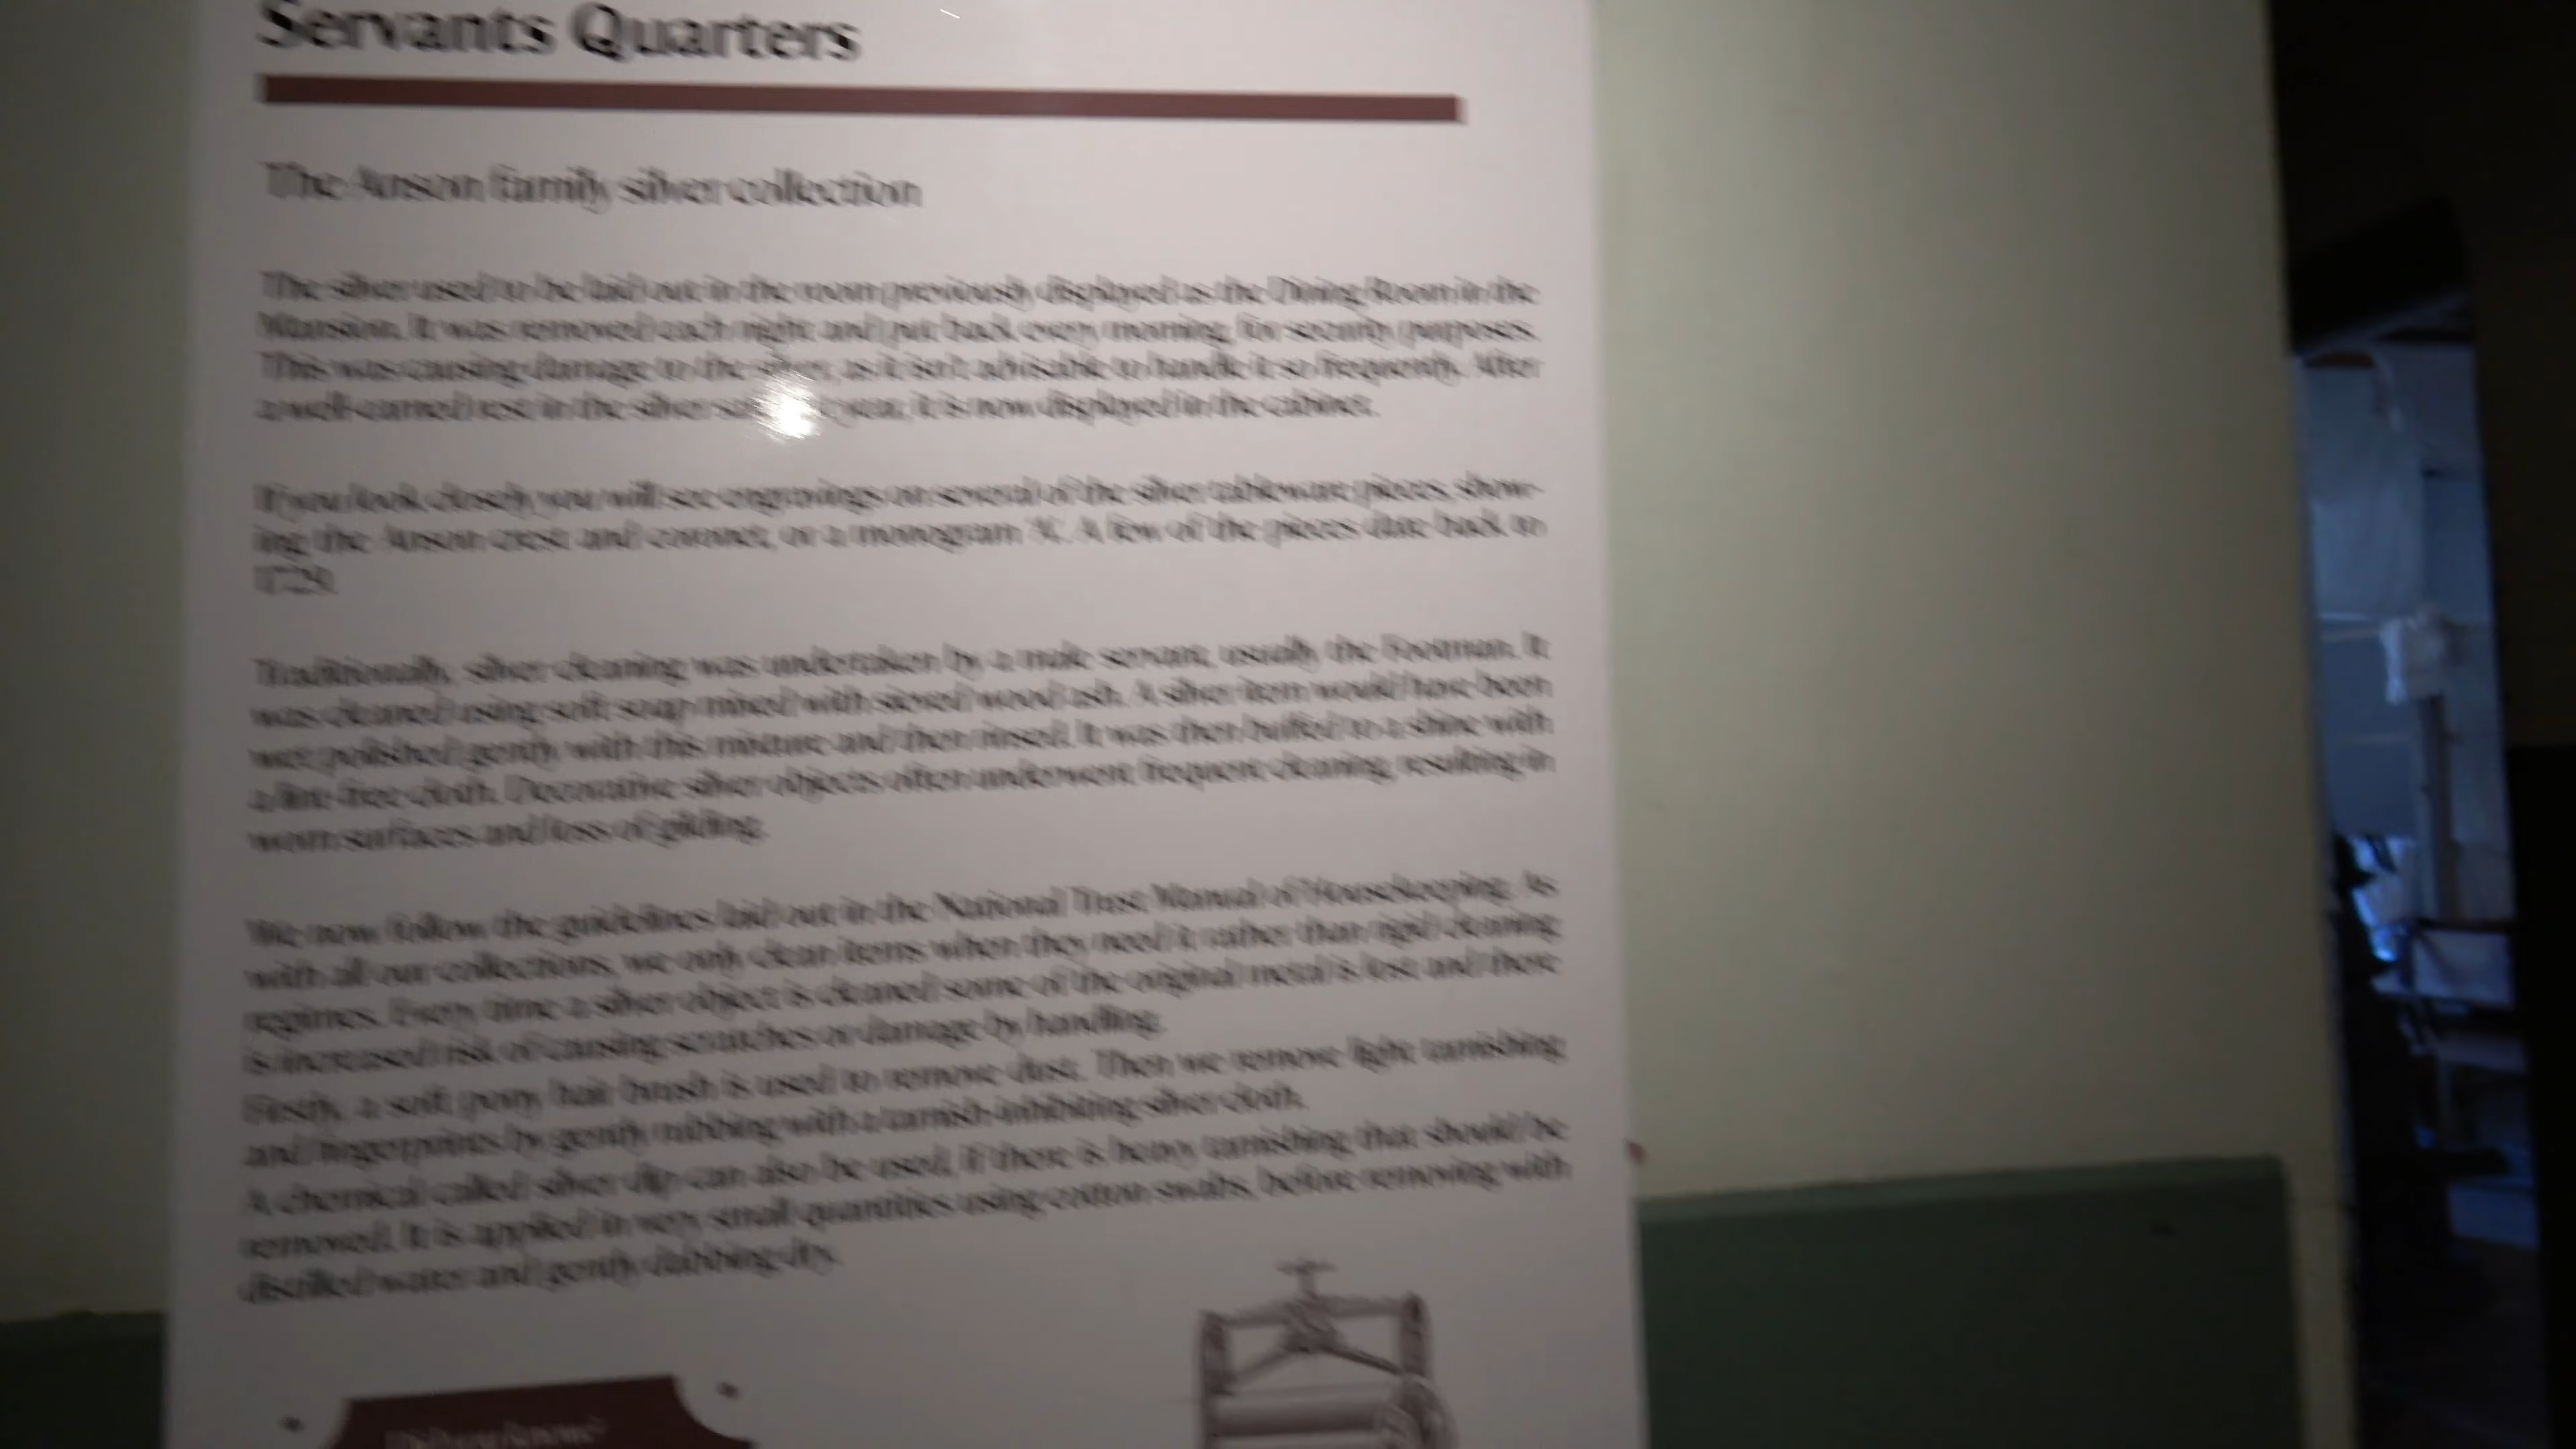 Servants Quarters
The Anson family silver collection
The silver used to be laid out in the room previously displayed as the Dining Room in the
Mansion. It was removed each night and put back every morning, for security purposes.
This was causing damage to the silver, as it isn't advisable to handle it so frequently. After
a well-earned rest in the silver year, it is now displayed in the cabinet.
If you look closely, you will see engravings on several of the silver tableware pieces, show-
ing the Anson crest and coronet, or a monogram 'A'. A few of the pieces date back to
1729.
Traditionally, silver cleaning was undertaken by a male servant, usually the Footman. It
was cleaned using soft soap mixed with sieved wood ash. A silver item would have been
wet polished gently with this mixture and then rinsed. It was then buffed to a shine with
a lint-free cloth. Decorative silver objects often underwent frequent cleaning, resulting in
worn surfaces and loss of gilding.
We now follow the guidelines laid out in the National Trust Manual of Housekeeping. As
with all our collections, we only clean items when they need it rather than rigid cleaning
regimes. Every time a silver object is cleaned some of the original metal is lost and there
is increased risk of causing scratches or damage by handling.
Firstly, a soft pony hair brush is used to remove dust. Then we remove light tarnishing
and fingerprints by gently rubbing with a tarnish-inhibiting silver cloth.
A chemical called silver dip can also be used, if there is heavy tarnishing that should be
removed. It is applied in very small quantities using cotton swabs, before removing with
distilled water and gently dabbing dry.
Did you know?